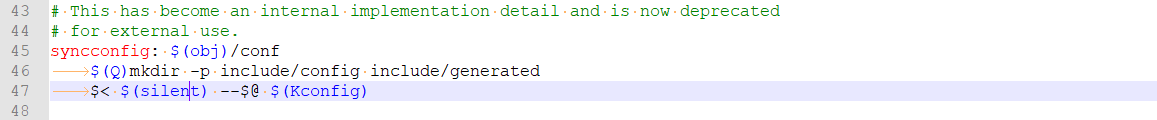 43 # This has become an internal implementation detail and is now deprecated
44 # for external use.
45 syncconfig: $(obj)/conf
46 $(Q)mkdir -p include/config include/generated
47 $< $(silent) --$@ $(Kconfig)
48